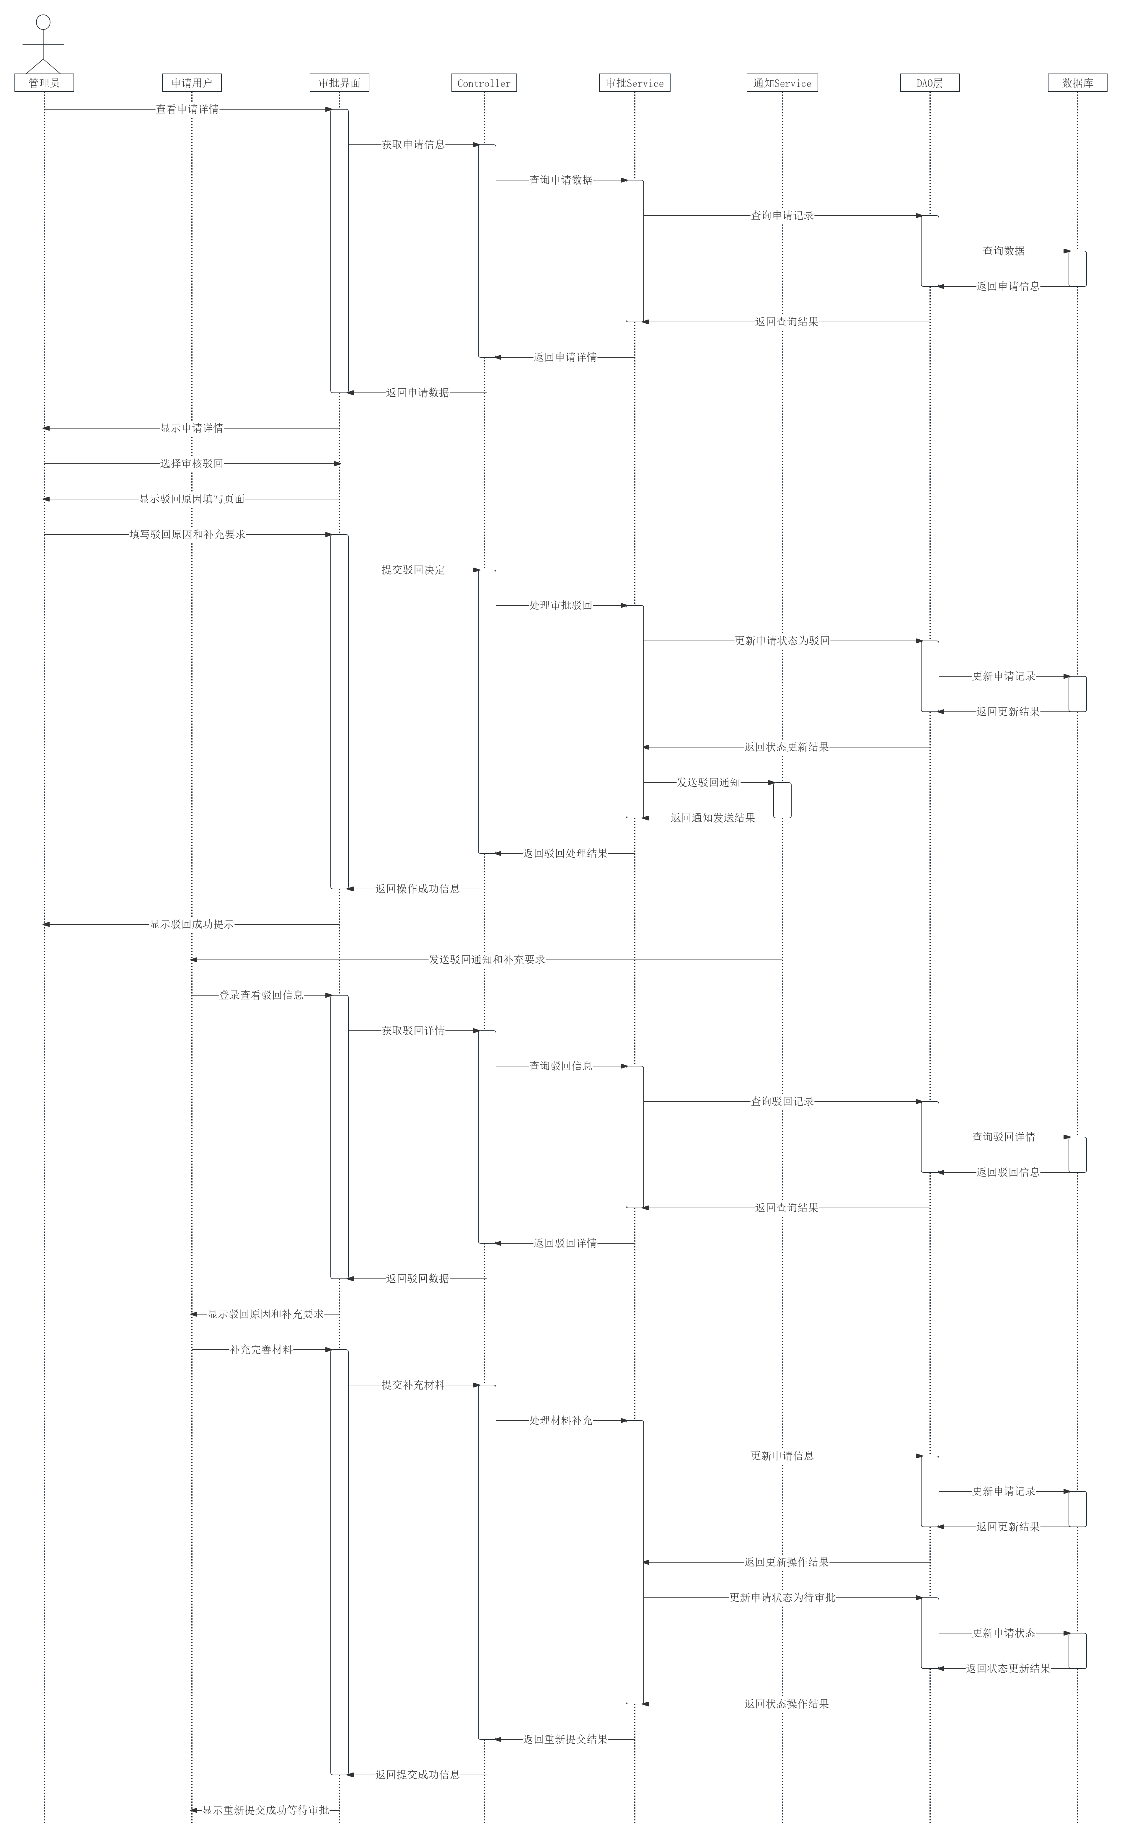 管理员
申请用户
审批界面
Controller
审批Service
通知Service
DAO层
数据库
查看申请详情
获取申请信息
查询申请数据
查询申请记录
查询数据
返回申请信息
返回查询结果
返回申请详情
返回申请数据
显示申请详情
选择审核驳回
显示驳回原因填写页面
填写驳回原因和补充要求
提交驳回决定
处理审批驳回
更新申请状态为驳回
更新申请记录
返回更新结果
返回状态更新结果
发送驳回通知
返回通知发送结果
返回驳回处理结果
返回操作成功信息
显示驳回成功提示
发送驳回通知和补充要求
登录查看驳回信息
获取驳回详情
查询驳回信息
查询驳回记录
查询驳回详情
返回驳回信息
返回查询结果
返回驳回详情
返回驳回数据
显示驳回原因和补充要求
补充完善材料
提交补充材料
处理材料补充
更新申请信息
更新申请记录
返回更新结果
返回更新操作结果
更新申请状态为待审批
更新申请状态
返回状态更新结果
返回状态操作结果
返回重新提交结果
返回提交成功信息
显示重新提交成功等待审批